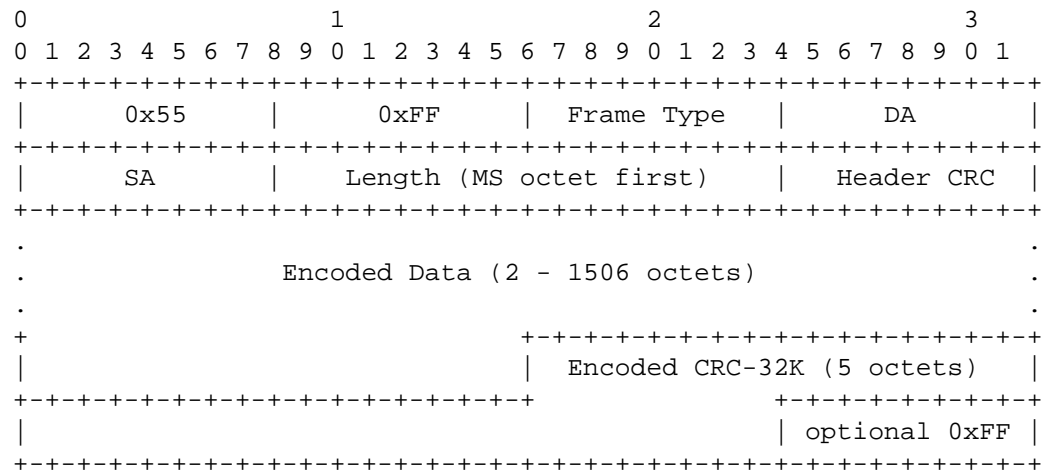 0                   1                   2                   3
0 1 2 3 4 5 6 7 8 9 0 1 2 3 4 5 6 7 8 9 0 1 2 3 4 5 6 7 8 9 0 1
+-+-+-+-+-+-+-+-+-+-+-+-+-+-+-+-+-+-+-+-+-+-+-+-+-+-+-+-+-+-+-+-+
|      0x55     |      0xFF     |  Frame Type   |      DA       |
+-+-+-+-+-+-+-+-+-+-+-+-+-+-+-+-+-+-+-+-+-+-+-+-+-+-+-+-+-+-+-+-+
|      SA       |    Length (MS octet first)    |   Header CRC  |
+-+-+-+-+-+-+-+-+-+-+-+-+-+-+-+-+-+-+-+-+-+-+-+-+-+-+-+-+-+-+-+-+
.                                                               .
.                Encoded Data (2 - 1506 octets)                 .
.                                                               .
+                               +-+-+-+-+-+-+-+-+-+-+-+-+-+-+-+-+
|                               |  Encoded CRC-32K (5 octets)   |
+-+-+-+-+-+-+-+-+-+-+-+-+-+-+-+-+               +-+-+-+-+-+-+-+-+
|                                               | optional 0xFF |
+-+-+-+-+-+-+-+-+-+-+-+-+-+-+-+-+-+-+-+-+-+-+-+-+-+-+-+-+-+-+-+-+